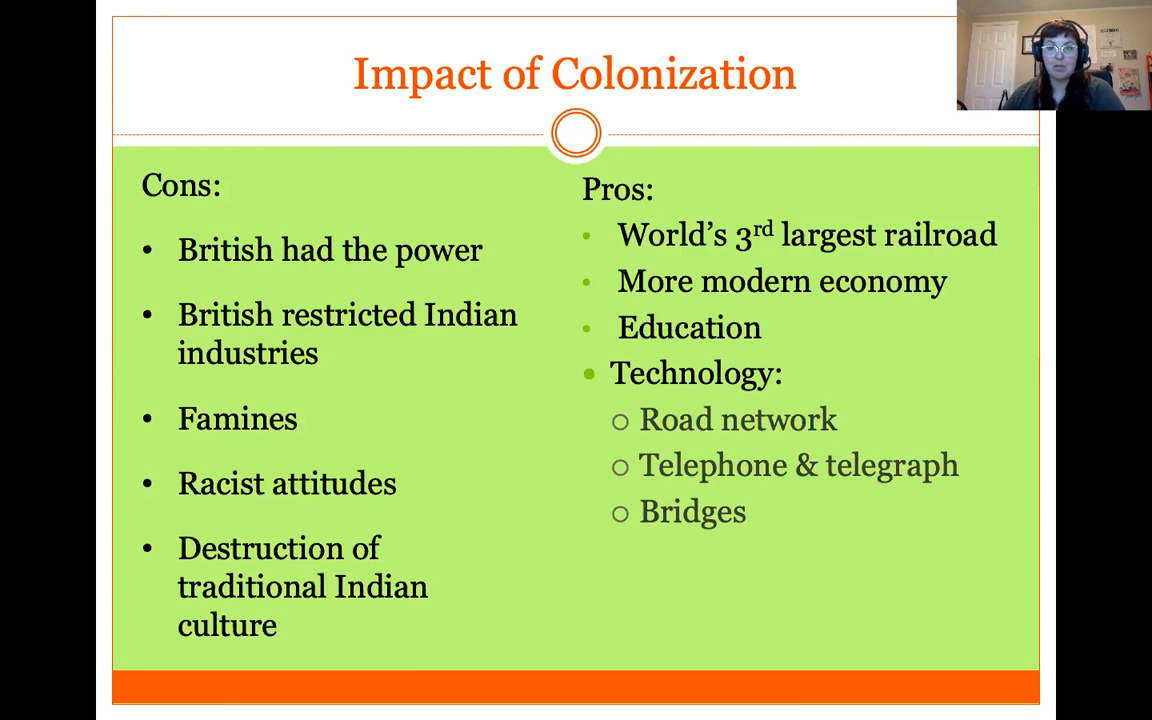 Impact of Colonization
Cons:
• British had the power
• British restricted Indian
industries
• Famines
• Racist attitudes
• Destruction of
traditional Indian
culture
Pros:
• World’s 3rd largest railroad
• More modern economy
• Education
• Technology:
○ Road network
○ Telephone & telegraph
○ Bridges